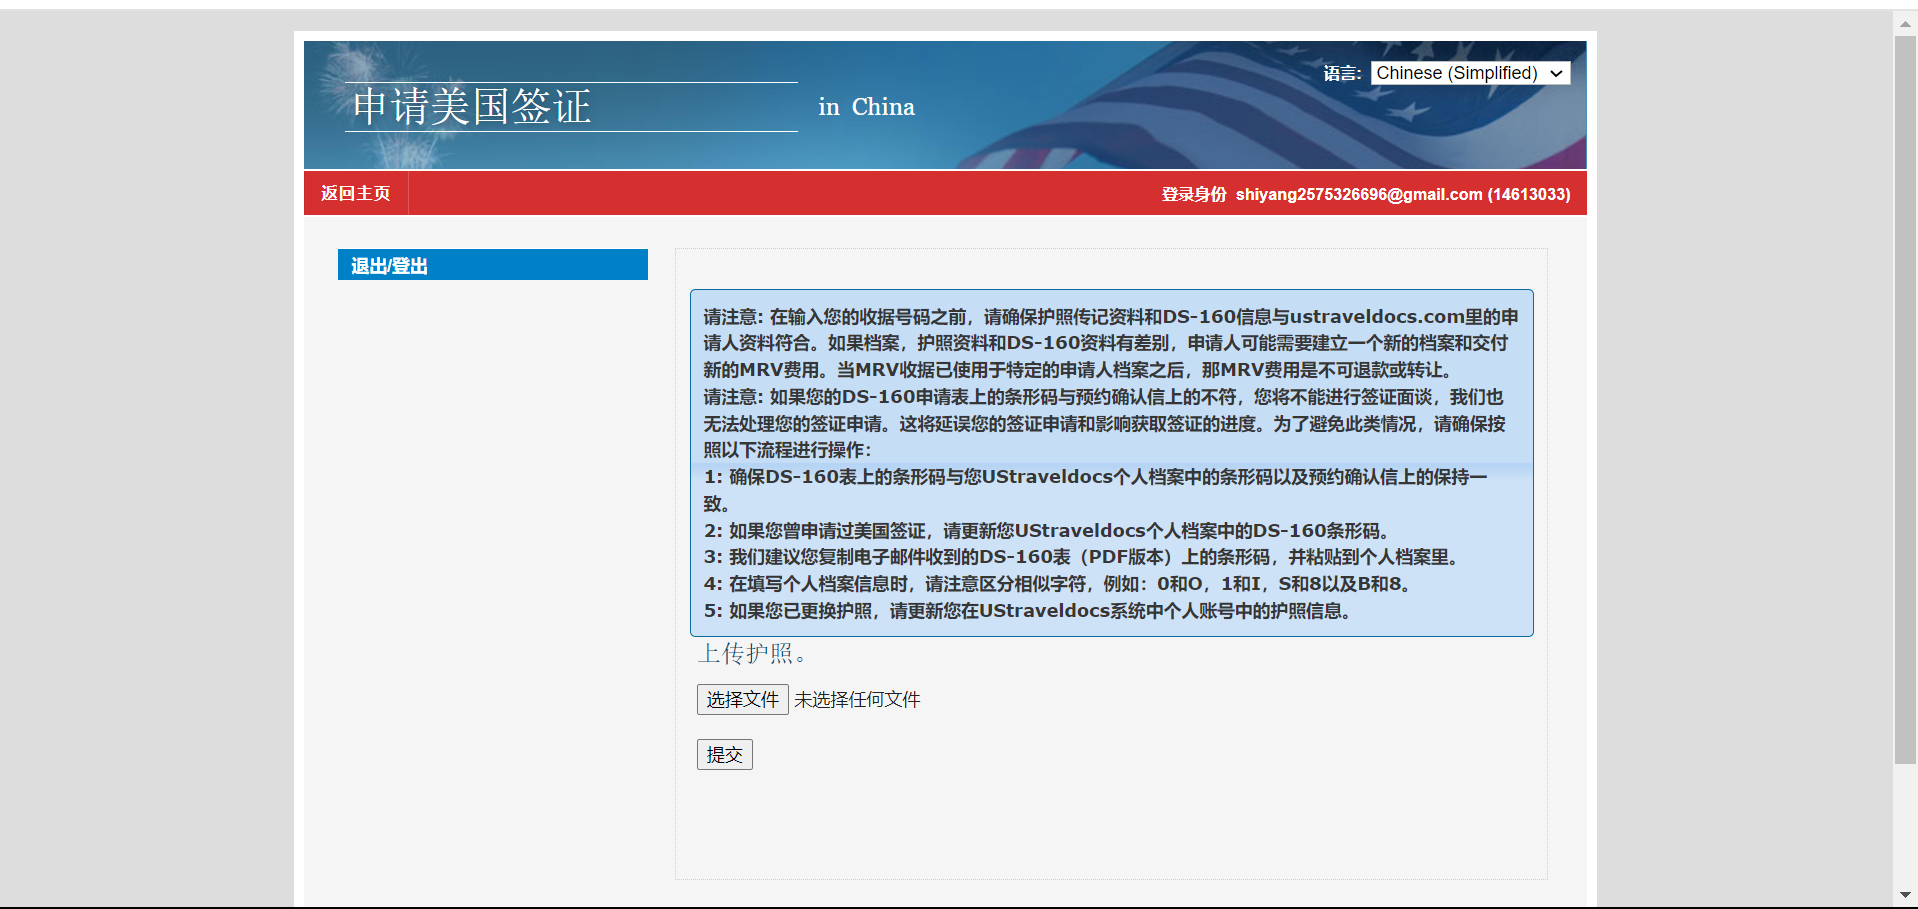 语言: Chinese (Simplified)
申请美国签证 in China
返回主页 登录身份 shiyang2575326696@gmail.com (14613033)
退出/登出
请注意: 在输入您的收据号码之前，请确保护照传记资料和DS-160信息与ustraveldocs.com里的申
请人资料符合。如果档案，护照资料和DS-160资料有差别，申请人可能需要建立一个新的档案和交付
新的MRV费用。当MRV收据已使用于特定的申请人档案之后，那MRV费用是不可退款或转让。
请注意: 如果您的DS-160申请表上的条形码与预约确认信上的不符，您将不能进行签证面谈，我们也
无法处理您的签证申请。这将延误您的签证申请和影响获取签证的进度。为了避免此类情况，请确保按
照以下流程进行操作：
1: 确保DS-160表上的条形码与您UStraveldocs个人档案中的条形码以及预约确认信上的保持一
致。
2: 如果您曾申请过美国签证，请更新您UStraveldocs个人档案中的DS-160条形码。
3: 我们建议您复制电子邮件收到的DS-160表（PDF版本）上的条形码，并粘贴到个人档案里。
4: 在填写个人档案信息时，请注意区分相似字符，例如：0和O，1和I，S和8以及B和8。
5: 如果您已更换护照，请更新您在UStraveldocs系统中个人账号中的护照信息。
上传护照。
选择文件 未选择任何文件
提交